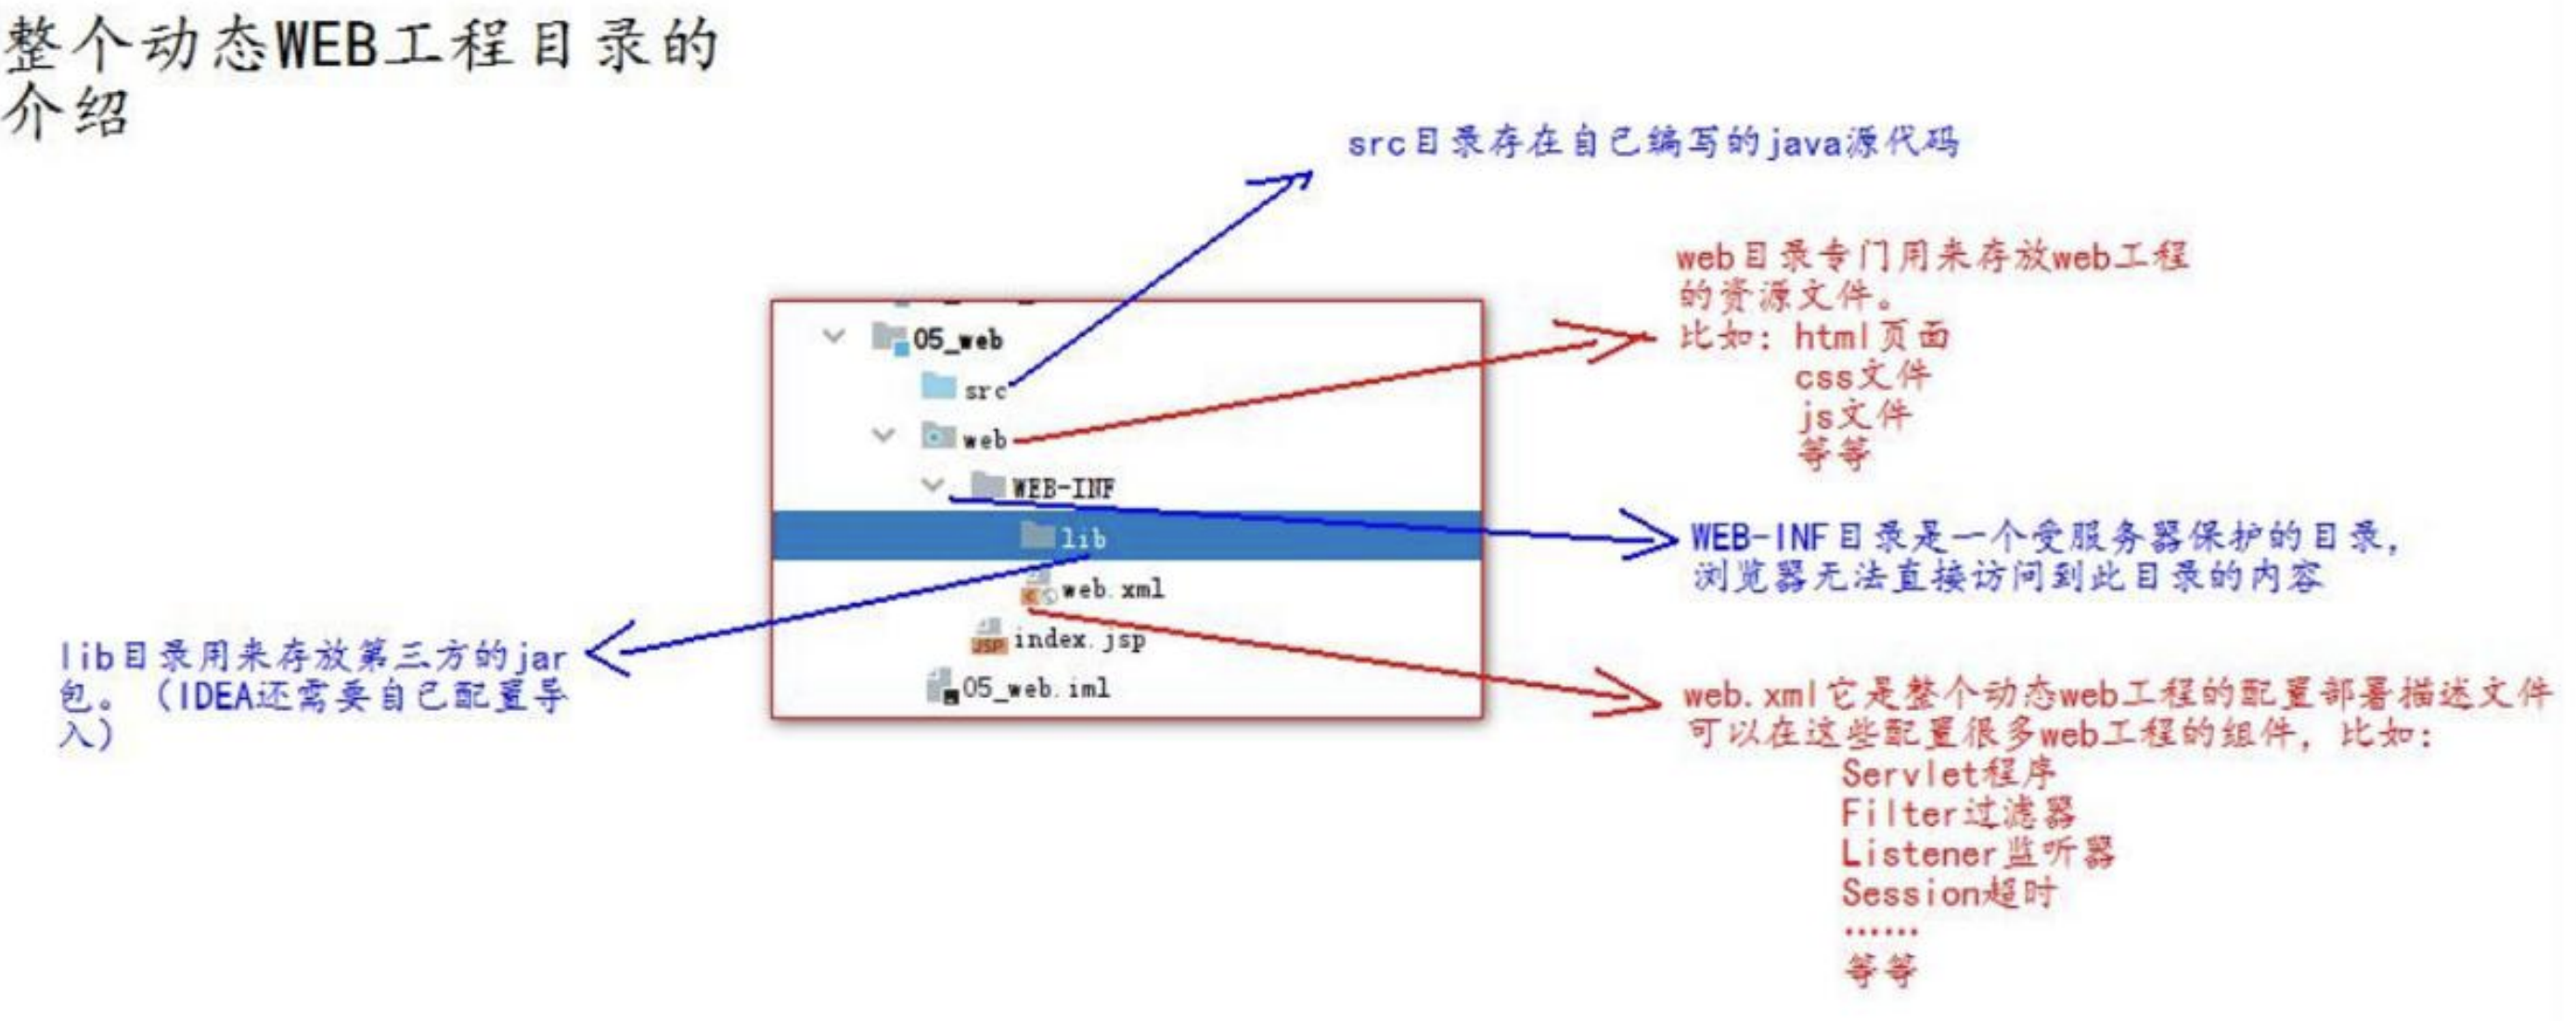 整个动态WEB工程目录的
介绍
src目录存在自己编写的java源代码
web目录专门用来存放web工程
的资源文件。
比如：html页面
css文件
js文件
等等
05_web
src
web
WEB-INF
lib
web.xml
index.jsp
05_web.iml
WEB-INF目录是一个受服务器保护的目录，
浏览器无法直接访问到此目录的内容
lib目录用来存放第三方的jar
包。（IDEA还需要自己配置导
入）
web.xml它是整个动态web工程的配置部署描述文件
可以在这些配置很多web工程的组件，比如：
Servlet程序
Filter过滤器
Listener监听器
Session超时
······
等等